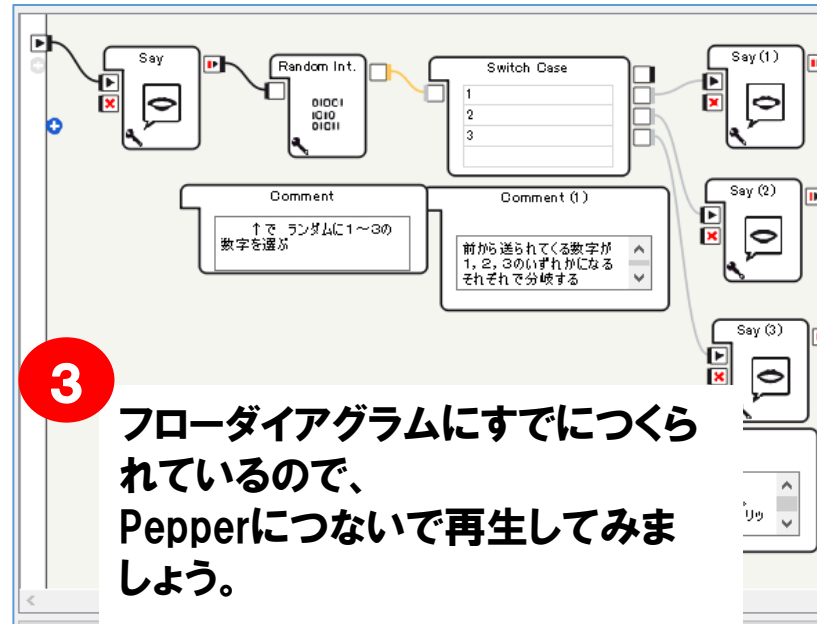 Say
Random Int.
Switch Case
Say (1)
01001
1010
01011
1
2
3
Comment
↑で ランダムに1～3の
数字を選ぶ
Comment (1)
前から送られてくる数字が
1，2，3のいずれかになる
それぞれで分岐する
Say (2)
Say (3)
3
フローダイアグラムにすでにつくら
れているので、
Pepperにつないで再生してみま
しょう。
リッ